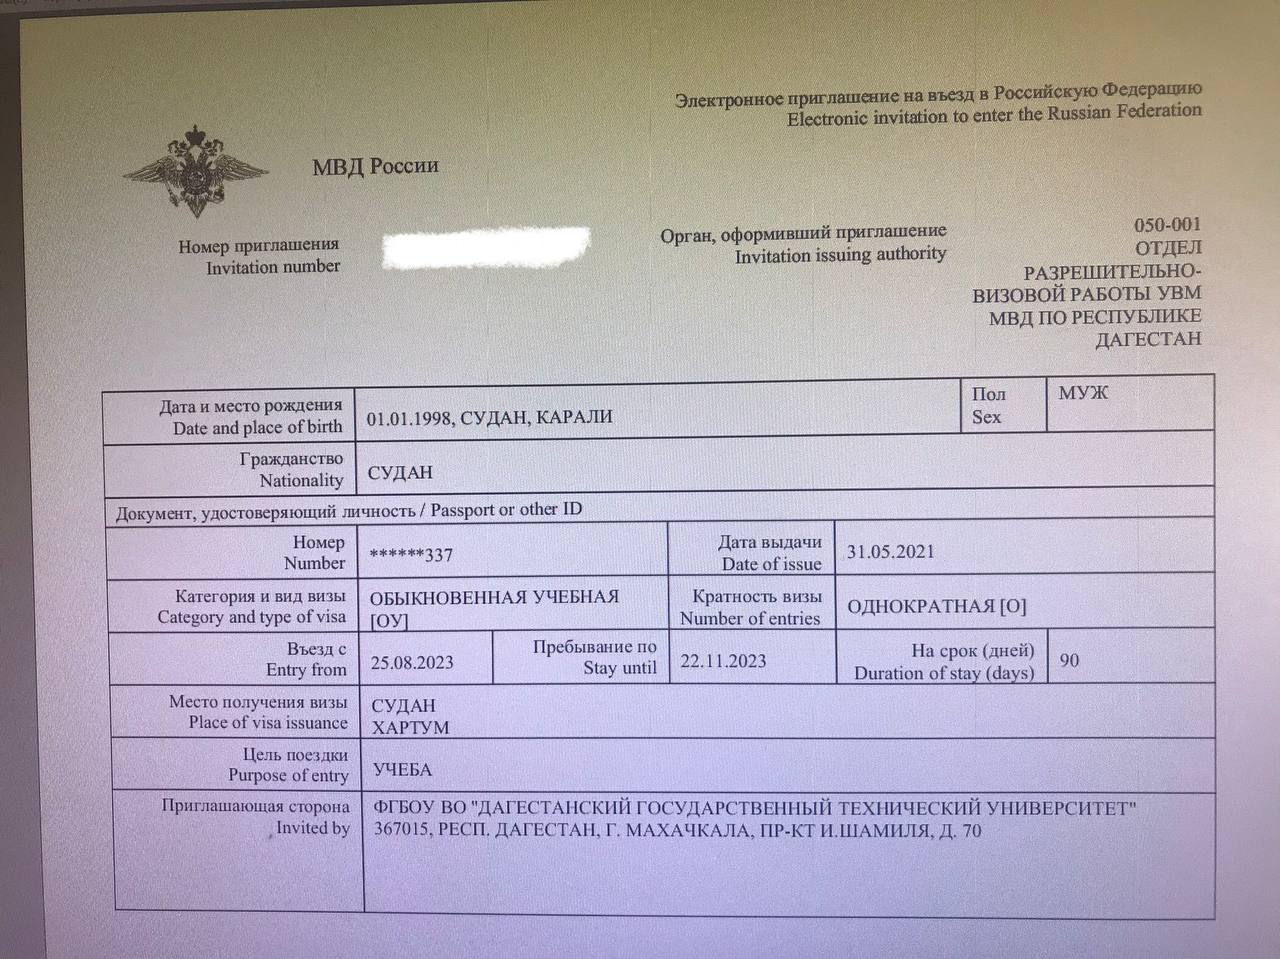 Электронное приглашение на въезд в Российскую Федерацию
Electronic invitation to enter the Russian Federation
МВД России
Номер приглашения
Invitation number
Орган, оформивший приглашение
Invitation issuing authority
050-001
ОТДЕЛ
РАЗРЕШИТЕЛЬНО-
ВИЗОВОЙ РАБОТЫ УВМ
МВД ПО РЕСПУБЛИКЕ
ДАГЕСТАН
Дата и место рождения
Date and place of birth
01.01.1998, СУДАН, КАРАЛИ
Пол
Sex
МУЖ
Гражданство
Nationality
СУДАН
Документ, удостоверяющий личность / Passport or other ID
Номер
Number
******337
Дата выдачи
Date of issue
31.05.2021
Категория и вид визы
Category and type of visa
ОБЫКНОВЕННАЯ УЧЕБНАЯ
[ОУ]
Кратность визы
Number of entries
ОДНОКРАТНАЯ [О]
Въезд с
Entry from
25.08.2023
Пребывание по
Stay until
22.11.2023
На срок (дней)
Duration of stay (days)
90
Место получения визы
Place of visa issuance
СУДАН
ХАРТУМ
Цель поездки
Purpose of entry
УЧЕБА
Приглашающая сторона
Invited by
ФГБОУ ВО "ДАГЕСТАНСКИЙ ГОСУДАРСТВЕННЫЙ ТЕХНИЧЕСКИЙ УНИВЕРСИТЕТ"
367015, РЕСП. ДАГЕСТАН, Г. МАХАЧКАЛА, ПР-КТ И.ШАМИЛЯ, Д. 70